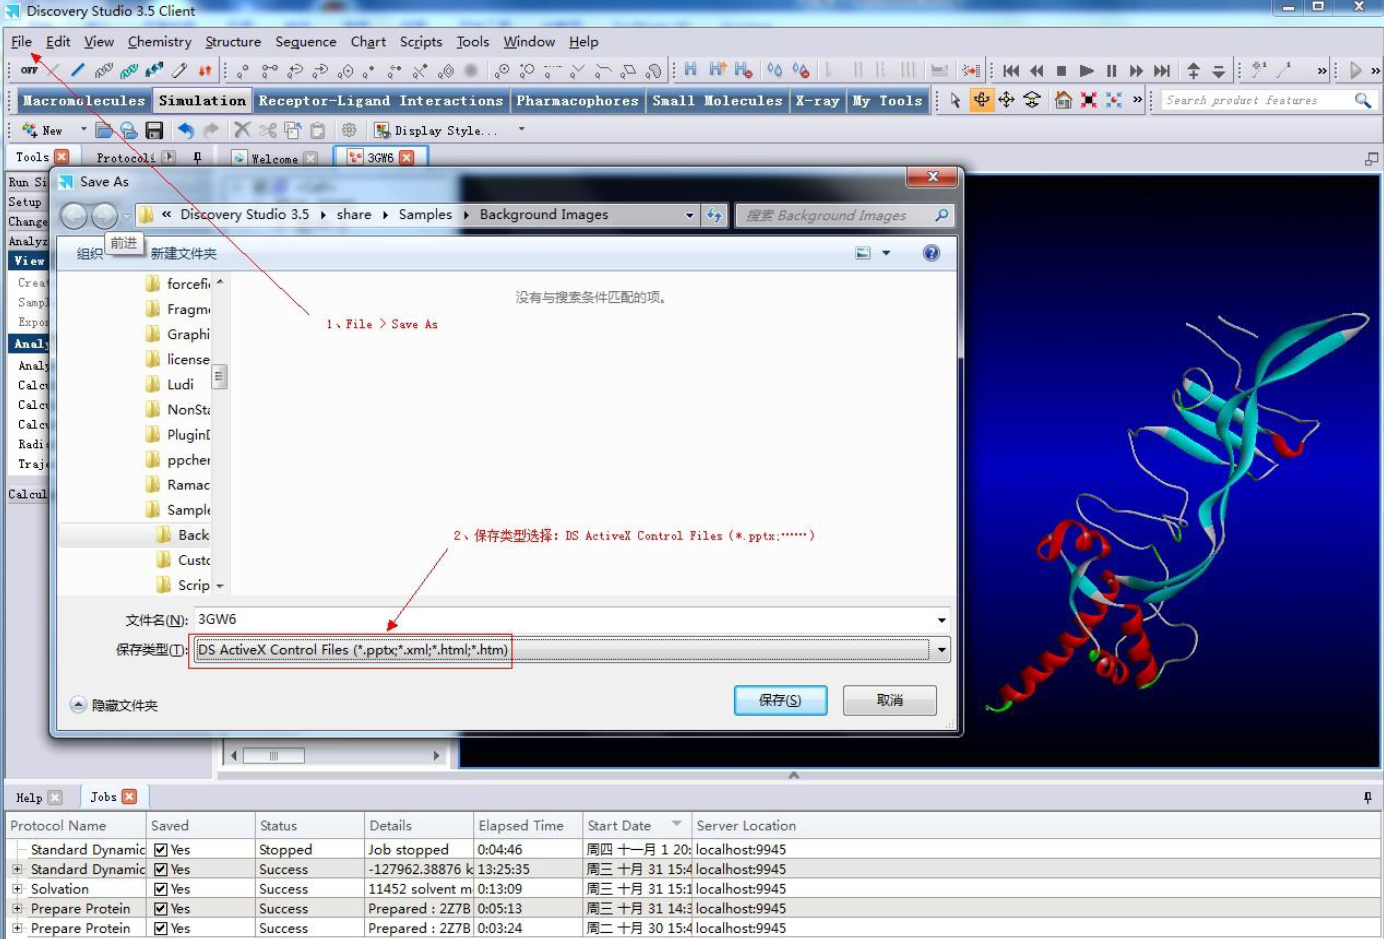 Discovery Studio 3.5 Client
File Edit View Chemistry Structure Sequence Chart Scripts Tools Window Help
OFF
Macromolecules Simulation Receptor-Ligand Interactions Pharmacophores Small Molecules X-ray My Tools Search product features
New Display Style...
Tools Protocol Welcome 3GW6
Run Si
Setup
Change
Analyz
View
Crea
Sampl
Expor
Analy
Analy
Calcu
Calcu
Calcu
Radi
Traj
Calcul
Save As
« Discovery Studio 3.5 share Samples Background Images 搜索 Background Images
组织 前进 新建文件夹
没有与搜索条件匹配的项。
forcefi
Fragm
Graphi
license
Ludi
NonSta
PluginD
ppcher
Ramac
Sample
Back
Custo
Scrip
1、File > Save As
2、保存类型选择: DS ActiveX Control Files (*.pptx;……)
文件名(N): 3GW6
保存类型(T): DS ActiveX Control Files (*.pptx;*.xml;*.html;*.htm)
隐藏文件夹 保存(S) 取消
Help Jobs
Protocol Name Saved Status Details Elapsed Time Start Date Server Location
Standard Dynamic Yes Stopped Job stopped 0:04:46 周四 十一月 1 20: localhost:9945
Standard Dynamic Yes Success -127962.38876 k 13:25:35 周三 十月 31 15:4 localhost:9945
Solvation Yes Success 11452 solvent m 0:13:09 周三 十月 31 15:1 localhost:9945
Prepare Protein Yes Success Prepared : 2Z7B 0:05:13 周三 十月 31 14:3 localhost:9945
Prepare Protein Yes Success Prepared : 2Z7B 0:03:24 周二 十月 30 15:4 localhost:9945